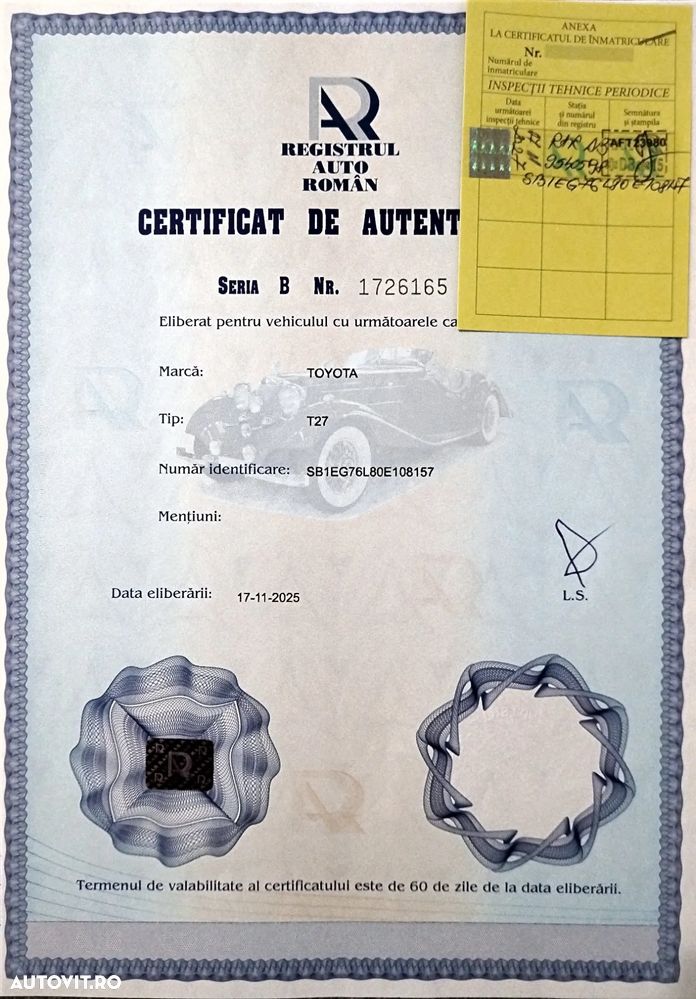 REGISTRUL
AUTO
ROMÂN
CERTIFICAT DE AUTENT
SERIA B NR. 1726165
Eliberat pentru vehiculul cu următoarele ca
Marcă: TOYOTA
Tip: T27
Număr identificare: SB1EG76L80E108157
Mențiuni:
Data eliberării: 17-11-2025
L.S.
Termenul de valabilitate al certificatului este de 60 de zile de la data eliberării.
ANEXA
LA CERTIFICATUL DE ÎNMATRICULARE
Nr.
Numărul de
înmatriculare
INSPECȚII TEHNICE PERIODICE
Data
următoarei
inspecții tehnice
Stația
și numărul
din registru
Semnătura
și ștampila
AFT23980
AUTOVIT.RO